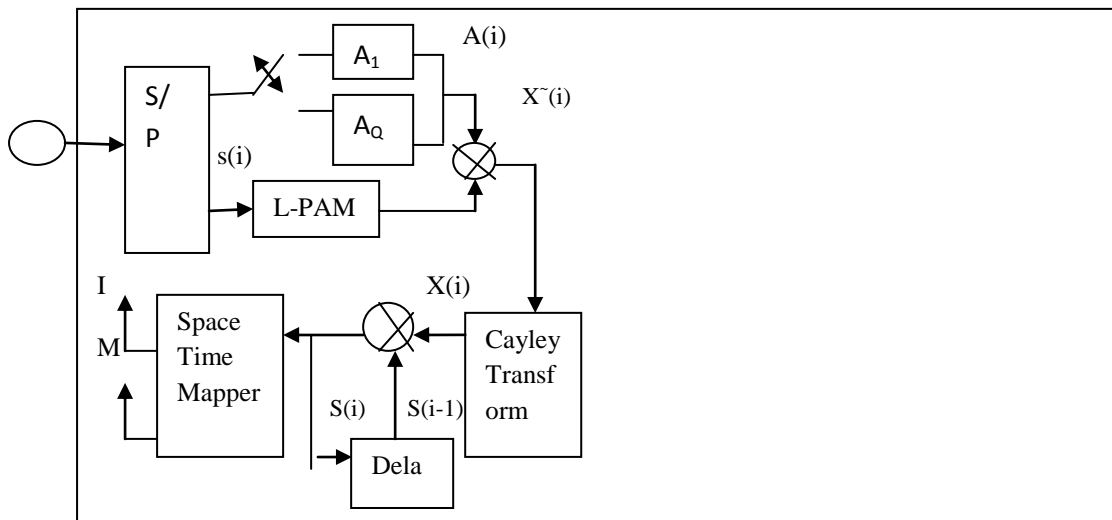 A(i)
A1
X˜(i)
S/
P
AQ
s(i)
L-PAM
I
X(i)
M
Space
Time
Mapper
Cayley
Transf
orm
S(i)
S(i-1)
Dela